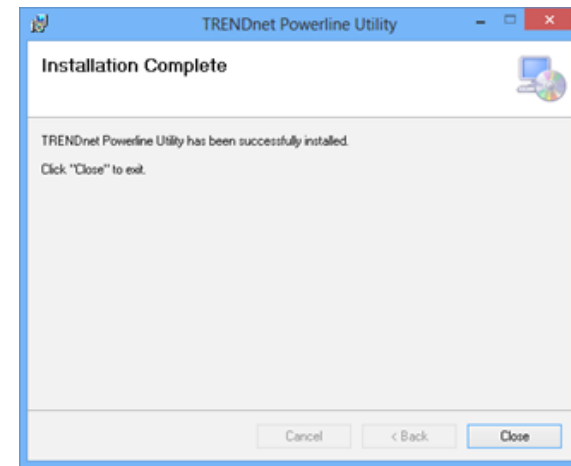 TRENDnet Powerline Utility
Installation Complete
TRENDnet Powerline Utility has been successfully installed.
Click "Close" to exit.
Cancel
< Back
Close